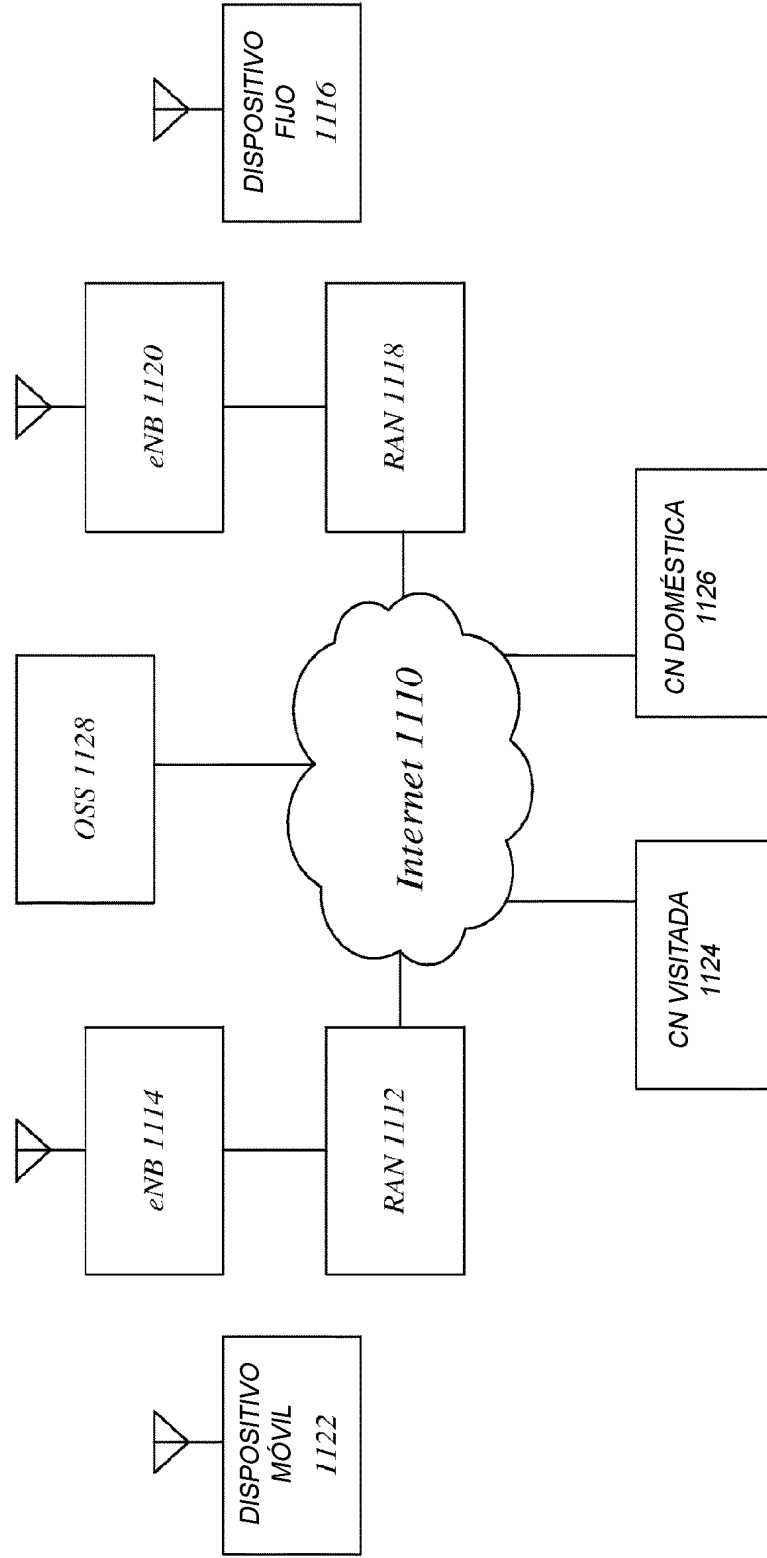 OSS 1128
eNB 1114
eNB 1120
DISPOSITIVO
MÓVIL
1122
DISPOSITIVO
FIJO
1116
RAN 1112
Internet 1110
RAN 1118
CN VISITADA
1124
CN DOMÉSTICA
1126